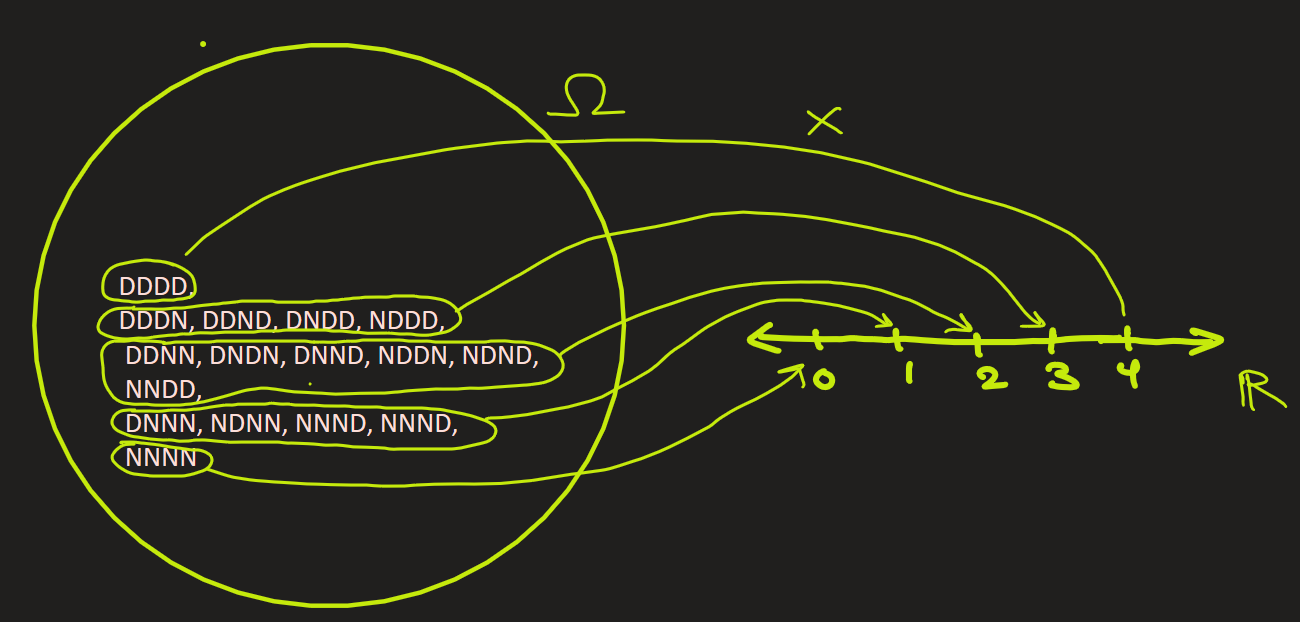 Ω
X
DDDD,
DDDN, DDND, DNDD, NDDD,
DDNN, DNDN, DNND, NDDN, NDND,
NNDD,
DNNN, NDNN, NNND, NNND,
NNNN
0 1 2 3 4
R